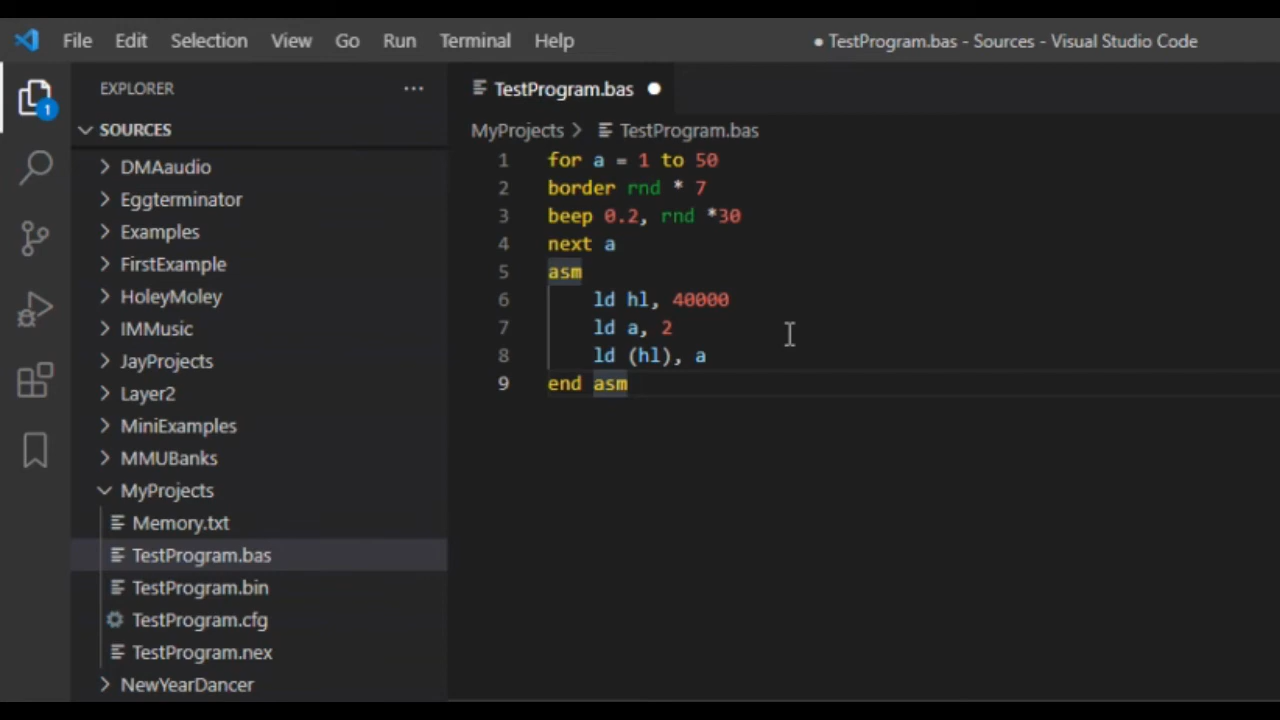 File Edit Selection View Go Run Terminal Help ● TestProgram.bas - Sources - Visual Studio Code
EXPLORER ···
1
SOURCES
DMAaudio
Eggterminator
Examples
FirstExample
HoleyMoley
IMMusic
JayProjects
Layer2
MiniExamples
MMUBanks
MyProjects
Memory.txt
TestProgram.bas
TestProgram.bin
TestProgram.cfg
TestProgram.nex
NewYearDancer
TestProgram.bas ●
MyProjects > TestProgram.bas
1 for a = 1 to 50
2 border rnd * 7
3 beep 0.2, rnd *30
4 next a
5 asm
6 ld hl, 40000
7 ld a, 2
8 ld (hl), a
9 end asm